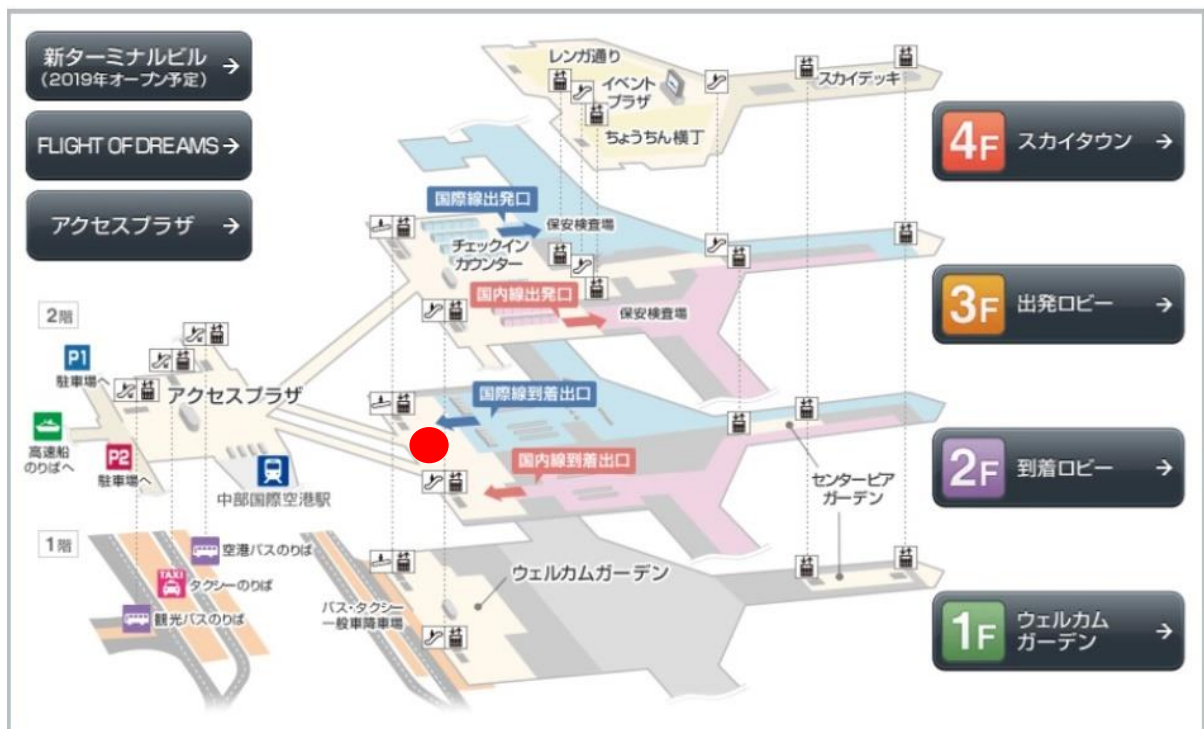 新ターミナルビル
(2019年オープン予定)
FLIGHT OF DREAMS
アクセスプラザ
レンガ通り
イベント
プラザ
スカイデッキ
ちょうちん横丁
4F スカイタウン
国際線出発口
保安検査場
チェックイン
カウンター
国内線出発口
保安検査場
3F 出発ロビー
2階
P1
駐車場へ
アクセスプラザ
高速船
のりばへ
P2
駐車場へ
中部国際空港駅
国際線到着出口
国内線到着出口
センターピア
ガーデン
2F 到着ロビー
1階
空港バスのりば
TAXI
タクシーのりば
観光バスのりば
バス・タクシー
一般車降車場
ウェルカムガーデン
1F ウェルカム
ガーデン